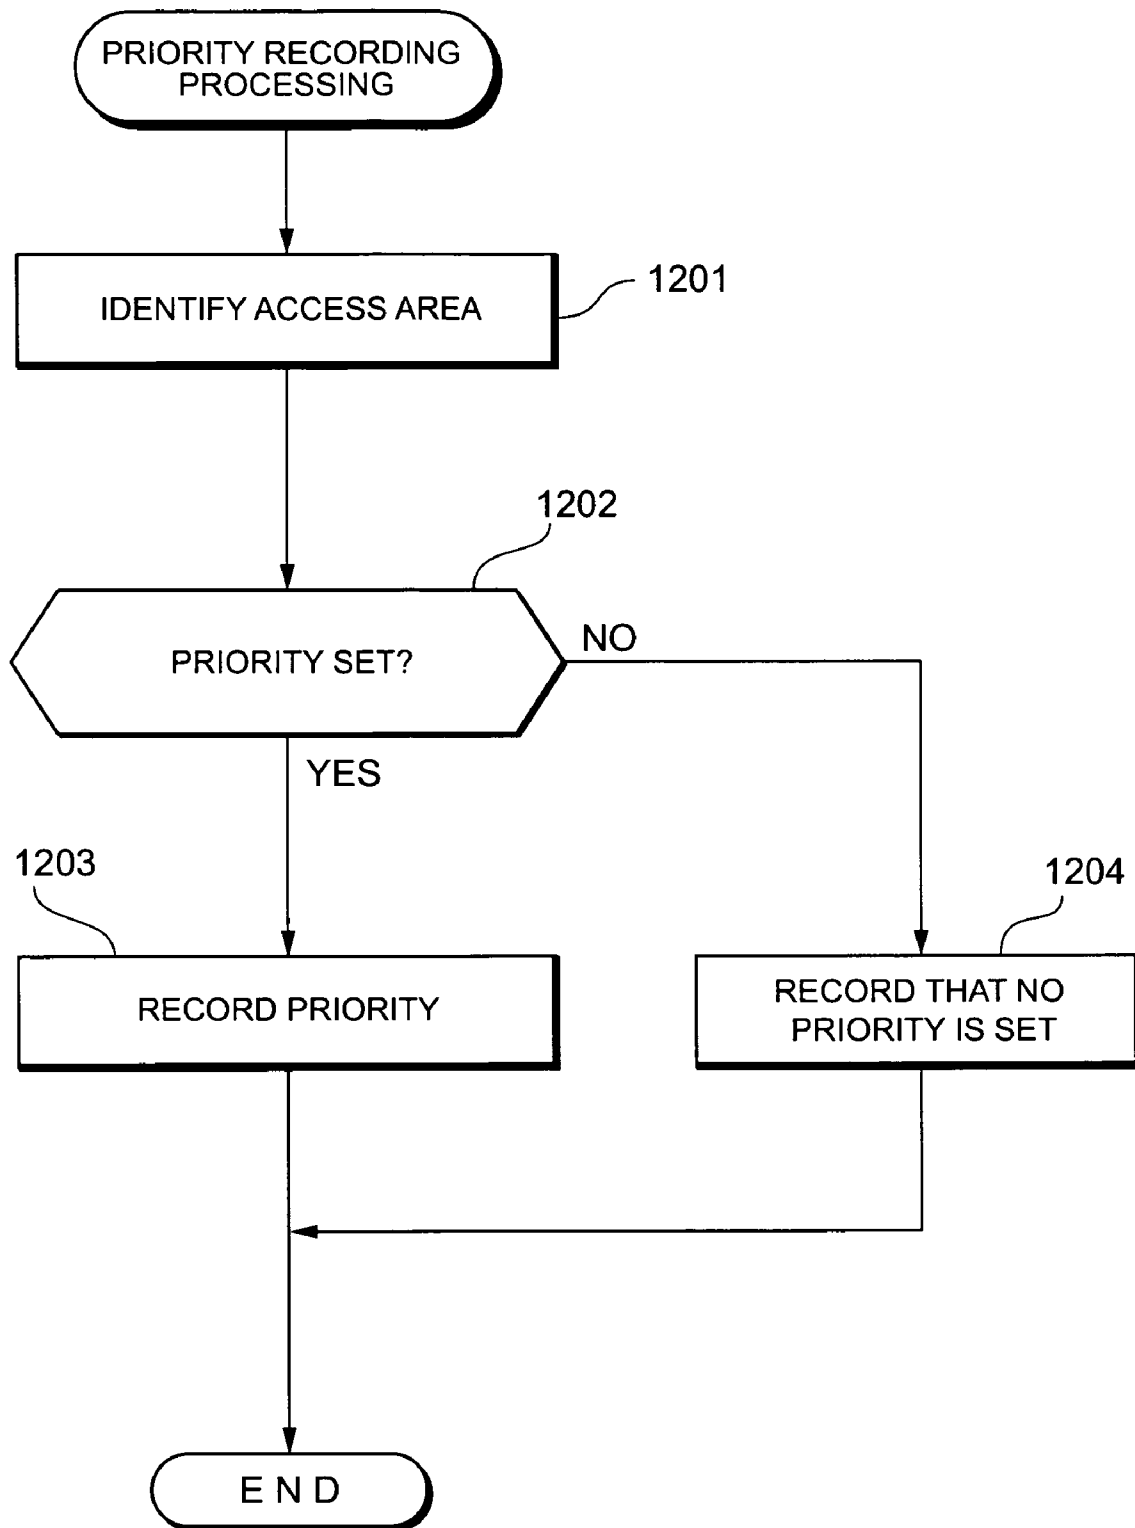 PRIORITY RECORDING
PROCESSING
IDENTIFY ACCESS AREA
1201
1202
PRIORITY SET?
NO
YES
1203
RECORD PRIORITY
1204
RECORD THAT NO
PRIORITY IS SET
END